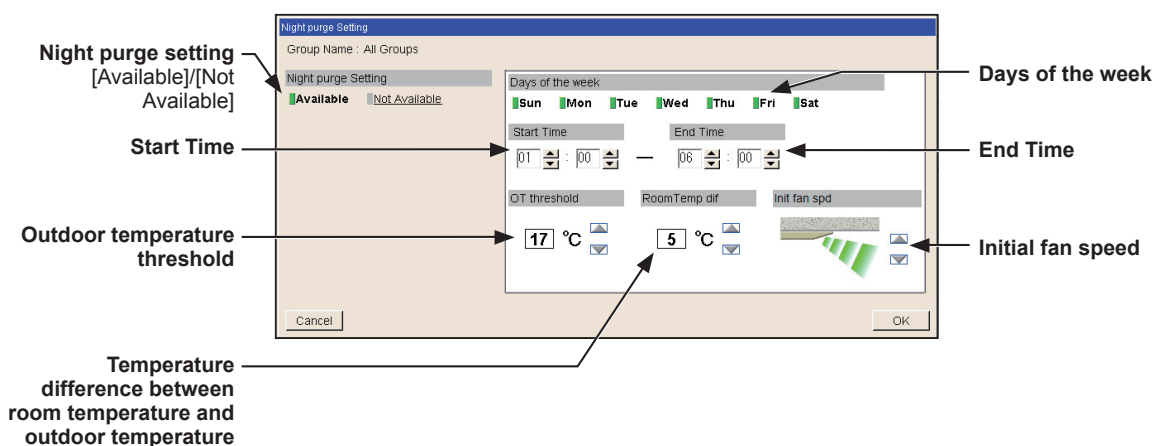 Night purge Setting
Group Name : All Groups
Night purge setting
[Available]/[Not
Available]
Night purge Setting
Available Not Available
Days of the week
Days of the week
Sun Mon Tue Wed Thu Fri Sat
Start Time
Start Time End Time
01 : 00 — 06 : 00
End Time
OT threshold RoomTemp dif Init fan spd
Outdoor temperature
threshold
17 °C 5 °C
Initial fan speed
Cancel OK
Temperature
difference between
room temperature and
outdoor temperature